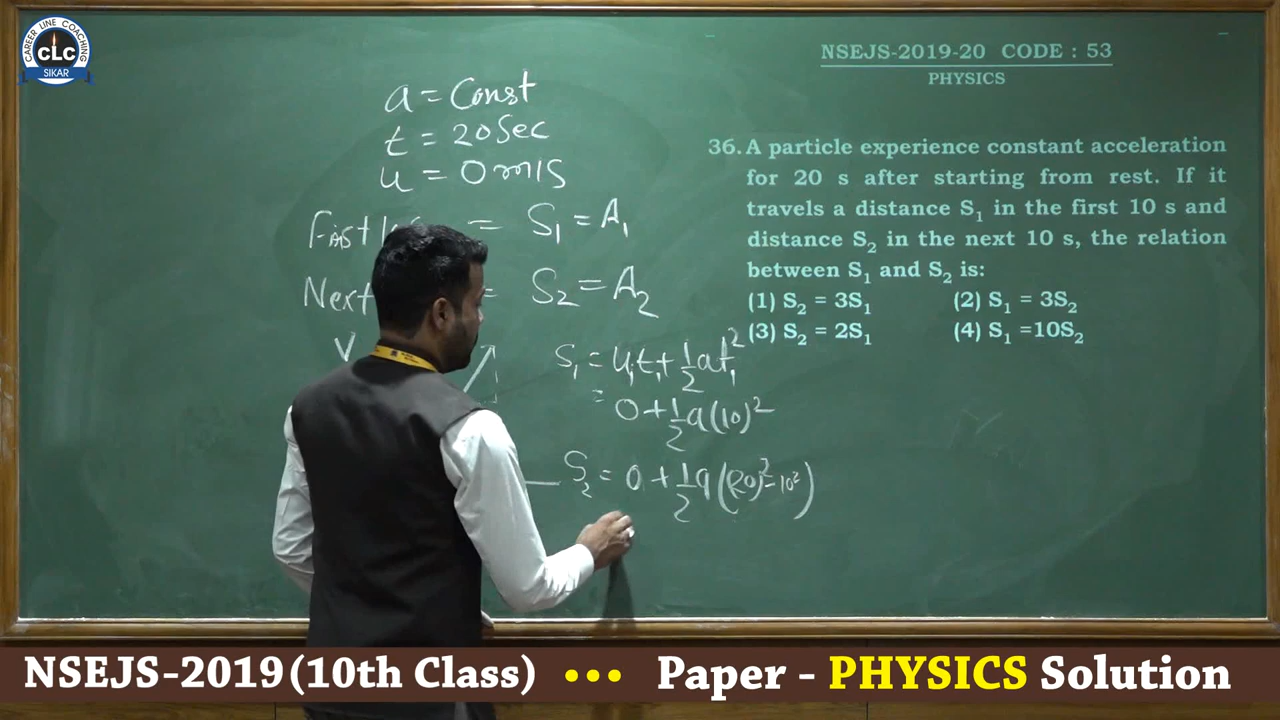 CAREER LINE COACHING
CLC
SIKAR
NSEJS-2019-20 CODE : 53
PHYSICS
a = Const
t = 20 Sec
u = 0 m/s
First = S₁ = A₁
Next = S₂ = A₂
S₁ = u₁t₁ + 1/2 at₁²
= 0 + 1/2 a(10)²
S₂ = 0 + 1/2 a((20)² - 10²)
36. A particle experience constant acceleration
for 20 s after starting from rest. If it
travels a distance S₁ in the first 10 s and
distance S₂ in the next 10 s, the relation
between S₁ and S₂ is:
(1) S₂ = 3S₁ (2) S₁ = 3S₂
(3) S₂ = 2S₁ (4) S₁ =10S₂
NSEJS-2019(10th Class) ••• Paper - PHYSICS Solution